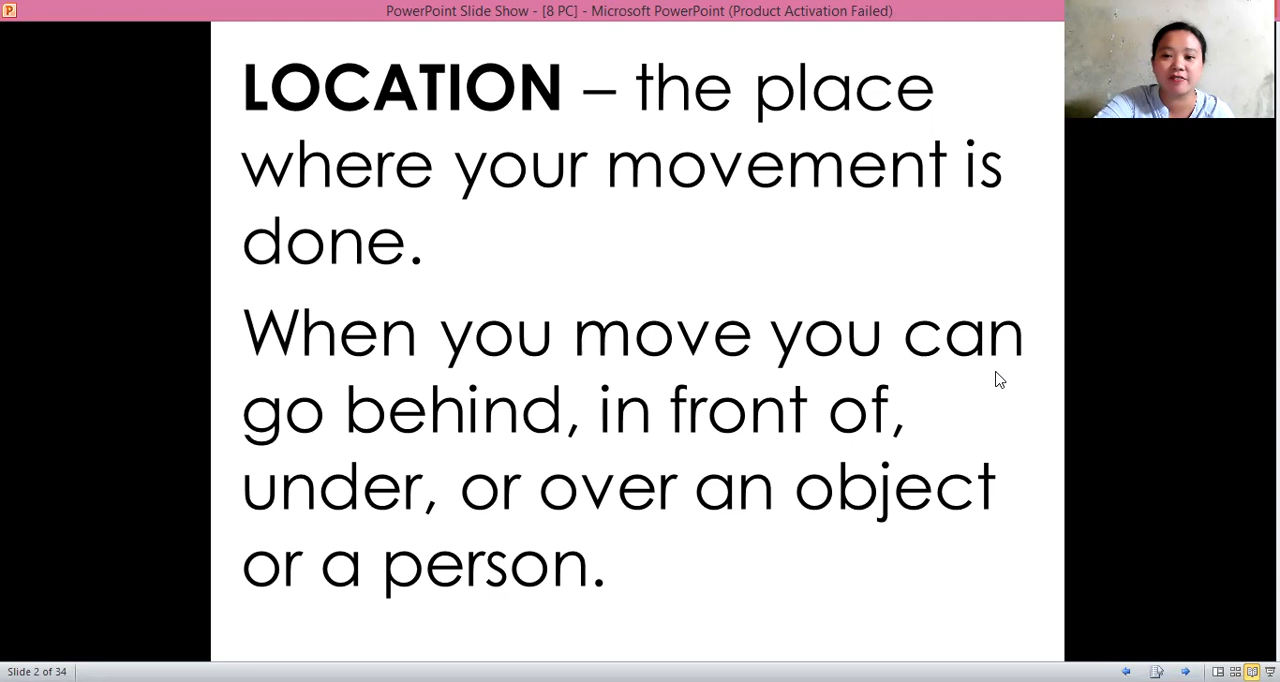 PowerPoint Slide Show - [8 PC] - Microsoft PowerPoint (Product Activation Failed)
LOCATION – the place
where your movement is
done.
When you move you can
go behind, in front of,
under, or over an object
or a person.
Slide 2 of 34